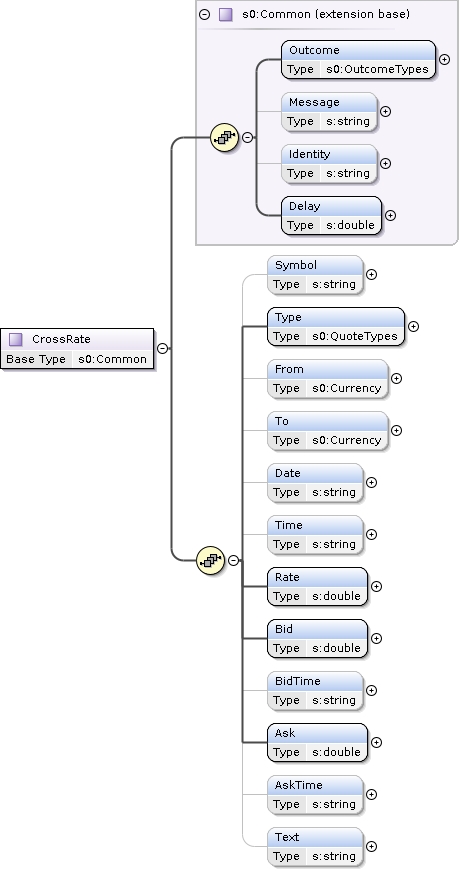 s0:Common (extension base)
Outcome
Type s0:OutcomeTypes
Message
Type s:string
Identity
Type s:string
Delay
Type s:double
CrossRate
Base Type s0:Common
Symbol
Type s:string
Type
Type s0:QuoteTypes
From
Type s0:Currency
To
Type s0:Currency
Date
Type s:string
Time
Type s:string
Rate
Type s:double
Bid
Type s:double
BidTime
Type s:string
Ask
Type s:double
AskTime
Type s:string
Text
Type s:string